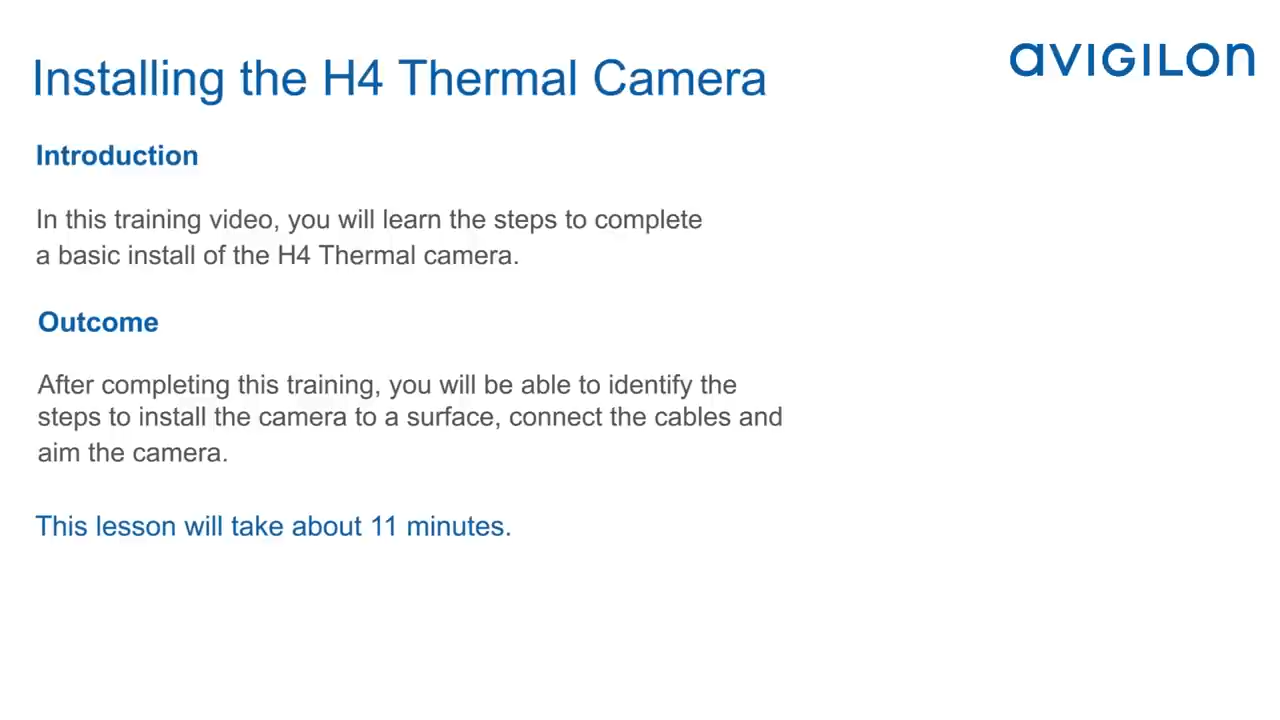 Installing the H4 Thermal Camera
AVIGILON
Introduction
In this training video, you will learn the steps to complete
a basic install of the H4 Thermal camera.
Outcome
After completing this training, you will be able to identify the
steps to install the camera to a surface, connect the cables and
aim the camera.
This lesson will take about 11 minutes.